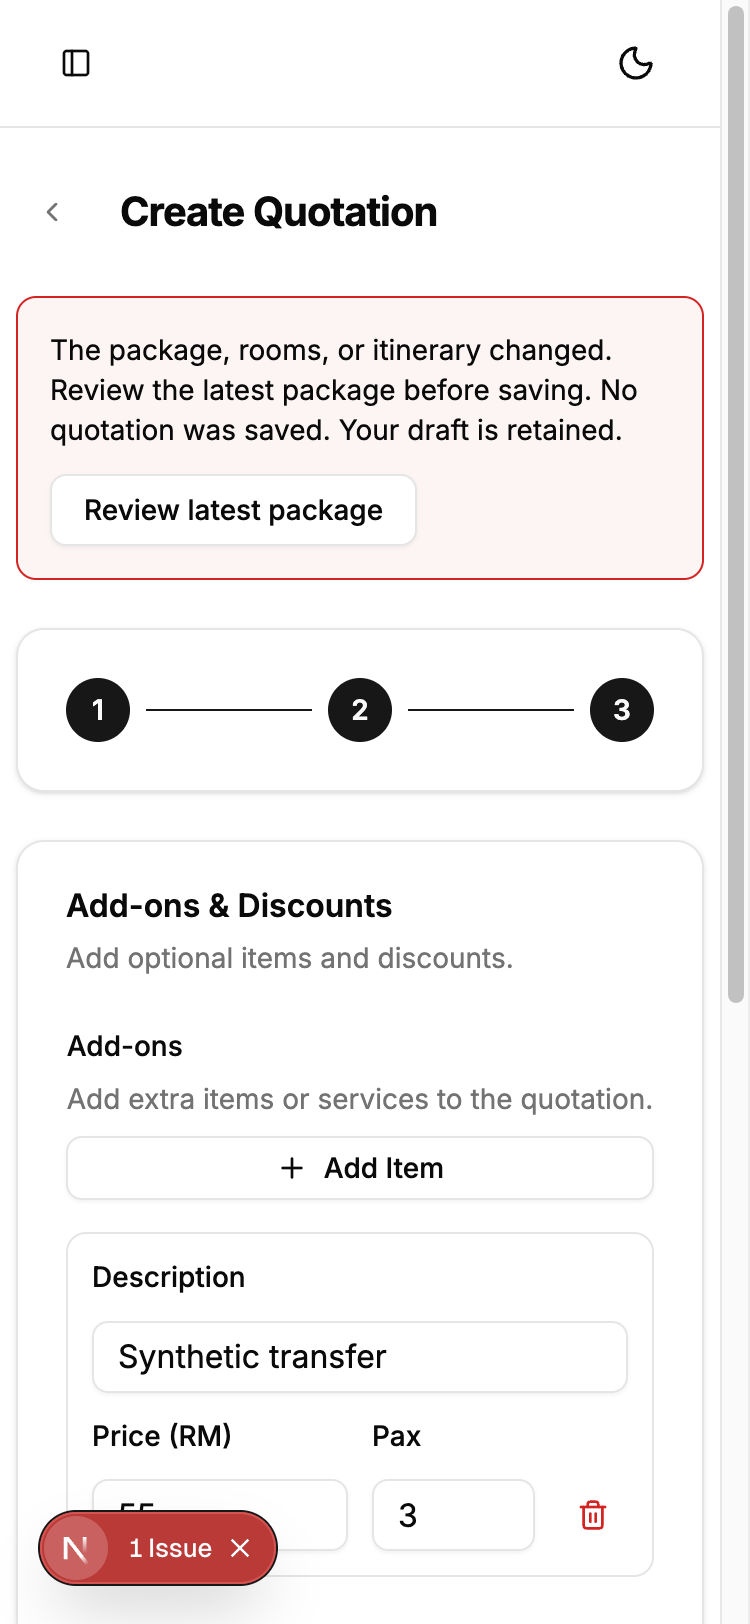 Create Quotation
The package, rooms, or itinerary changed.
Review the latest package before saving. No
quotation was saved. Your draft is retained.
Review latest package
1
2
3
Add-ons & Discounts
Add optional items and discounts.
Add-ons
Add extra items or services to the quotation.
Add Item
Description
Synthetic transfer
Price (RM)
Pax
3
N
1 Issue